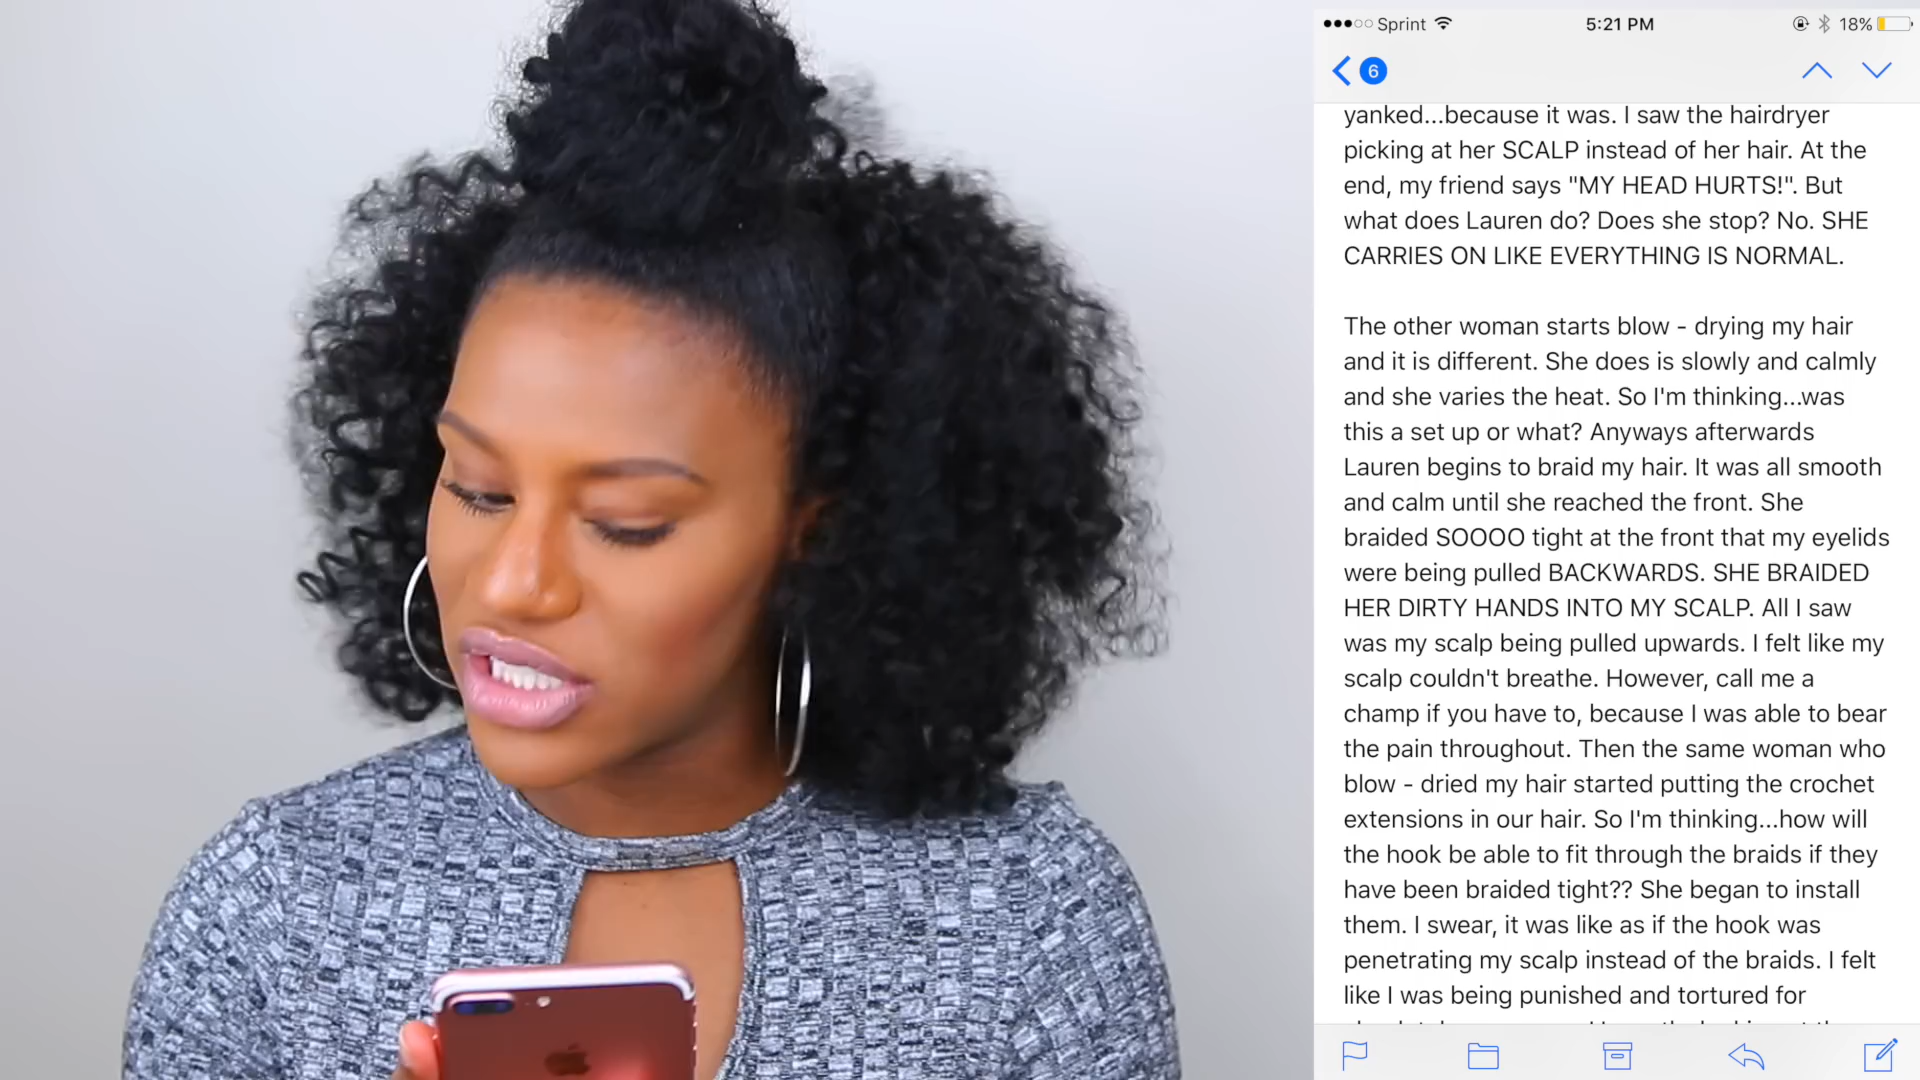 Sprint 5:21 PM 18%
6
yanked...because it was. I saw the hairdryer
picking at her SCALP instead of her hair. At the
end, my friend says "MY HEAD HURTS!". But
what does Lauren do? Does she stop? No. SHE
CARRIES ON LIKE EVERYTHING IS NORMAL.
The other woman starts blow - drying my hair
and it is different. She does is slowly and calmly
and she varies the heat. So I'm thinking...was
this a set up or what? Anyways afterwards
Lauren begins to braid my hair. It was all smooth
and calm until she reached the front. She
braided SOOOO tight at the front that my eyelids
were being pulled BACKWARDS. SHE BRAIDED
HER DIRTY HANDS INTO MY SCALP. All I saw
was my scalp being pulled upwards. I felt like my
scalp couldn't breathe. However, call me a
champ if you have to, because I was able to bear
the pain throughout. Then the same woman who
blow - dried my hair started putting the crochet
extensions in our hair. So I'm thinking...how will
the hook be able to fit through the braids if they
have been braided tight?? She began to install
them. I swear, it was like as if the hook was
penetrating my scalp instead of the braids. I felt
like I was being punished and tortured for